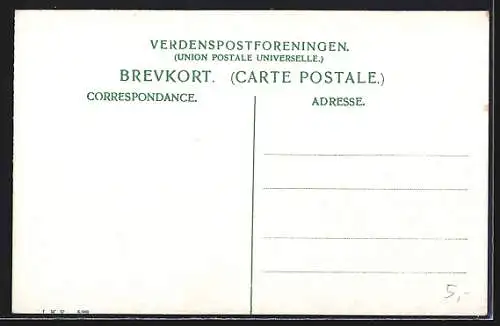 VERDENSPOSTFORENINGEN.
(UNION POSTALE UNIVERSELLE.)
BREVKORT. (CARTE POSTALE.)
CORRESPONDANCE. ADRESSE.
5,-